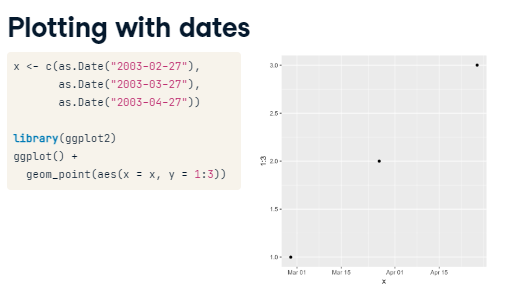 Plotting with dates
x <- c(as.Date("2003-02-27"),
       as.Date("2003-03-27"),
       as.Date("2003-04-27"))
library(ggplot2)
ggplot() +
  geom_point(aes(x = x, y = 1:3))
3.0
2.5
2.0
1.5
1.0
1:3
Mar 01 Mar 15 Apr 01 Apr 15
x